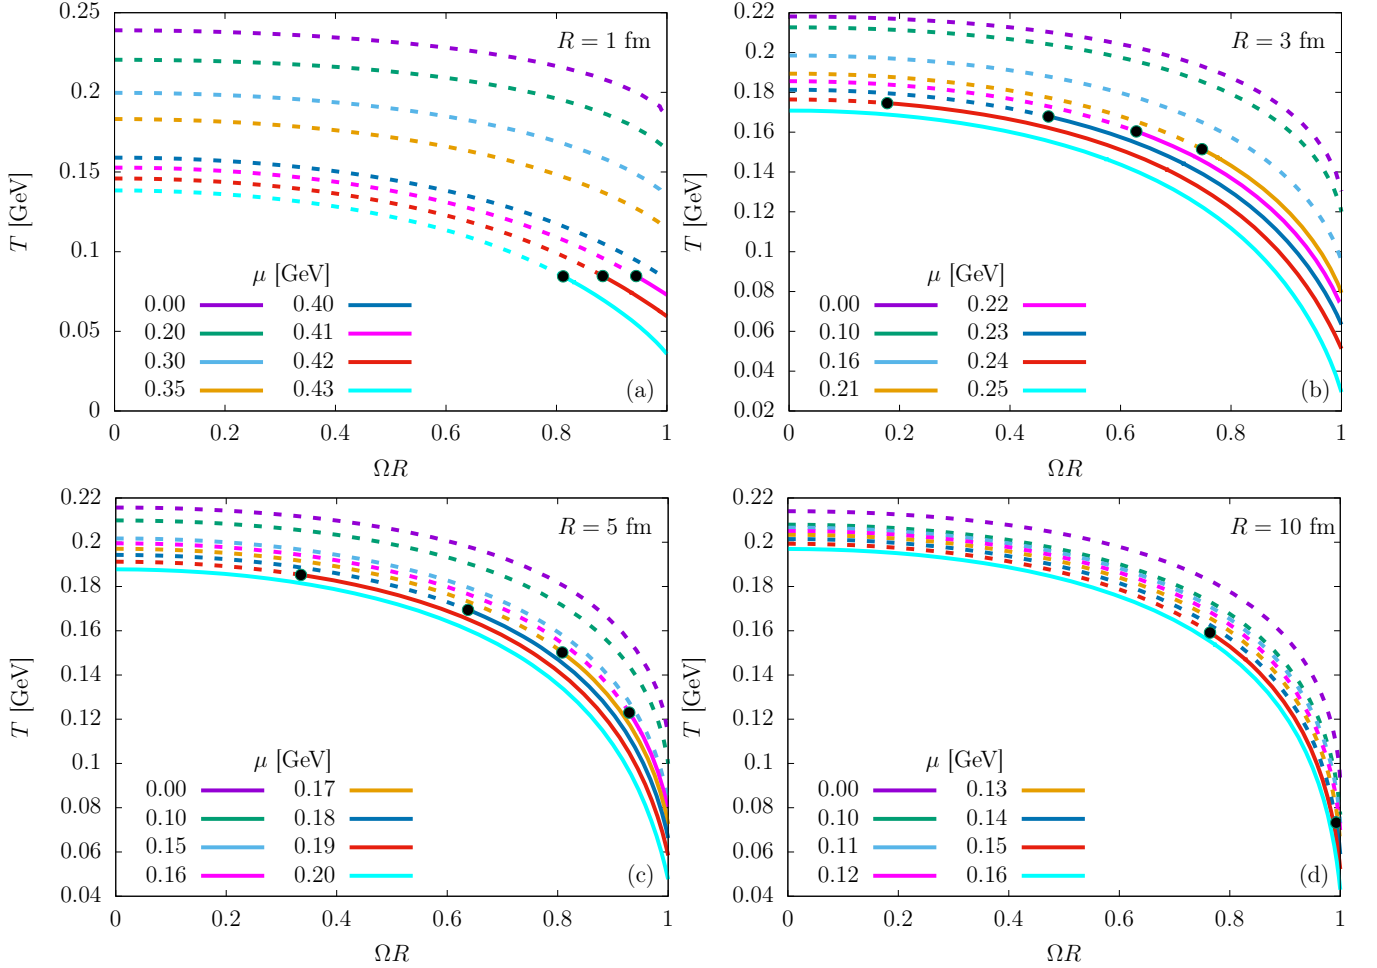 0.25
0.2
0.15
0.1
0.05
0
T [GeV]
R = 1 fm
μ [GeV]
0.00 0.40
0.20 0.41
0.30 0.42
0.35 0.43
(a)
0 0.2 0.4 0.6 0.8 1
ΩR
0.22
0.2
0.18
0.16
0.14
0.12
0.1
0.08
0.06
0.04
0.02
T [GeV]
R = 3 fm
μ [GeV]
0.00 0.22
0.10 0.23
0.16 0.24
0.21 0.25
(b)
0 0.2 0.4 0.6 0.8 1
ΩR
0.22
0.2
0.18
0.16
0.14
0.12
0.1
0.08
0.06
0.04
T [GeV]
R = 5 fm
μ [GeV]
0.00 0.17
0.10 0.18
0.15 0.19
0.16 0.20
(c)
0 0.2 0.4 0.6 0.8 1
ΩR
0.22
0.2
0.18
0.16
0.14
0.12
0.1
0.08
0.06
0.04
T [GeV]
R = 10 fm
μ [GeV]
0.00 0.13
0.10 0.14
0.11 0.15
0.12 0.16
(d)
0 0.2 0.4 0.6 0.8 1
ΩR